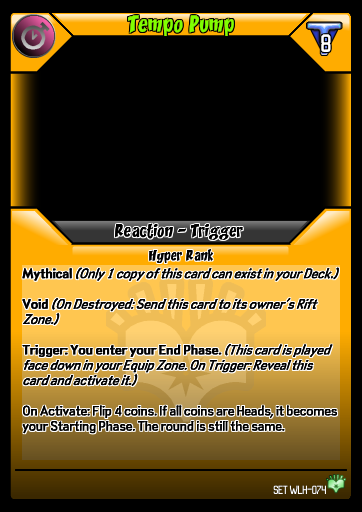 Tempo Pump
8
Reaction - Trigger
Hyper Rank
Mythical (Only 1 copy of this card can exist in your Deck.)
Void (On Destroyed: Send this card to its owner's Rift
Zone.)
Trigger: You enter your End Phase. (This card is played
face down in your Equip Zone. On Trigger: Reveal this
card and activate it.)
On Activate: Flip 4 coins. If all coins are Heads, it becomes
your Starting Phase. The round is still the same.
SET WLH-074